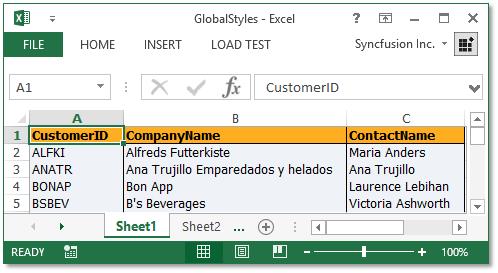 GlobalStyles - Excel
FILE HOME INSERT LOAD TEST Syncfusion Inc.
A1 fx CustomerID
A B C
1 CustomerID CompanyName ContactName
2 ALFKI Alfreds Futterkiste Maria Anders
3 ANATR Ana Trujillo Emparedados y helados Ana Trujillo
4 BONAP Bon App Laurence Lebihan
5 BSBEV B's Beverages Victoria Ashworth
Sheet1 Sheet2 ...
READY 100%